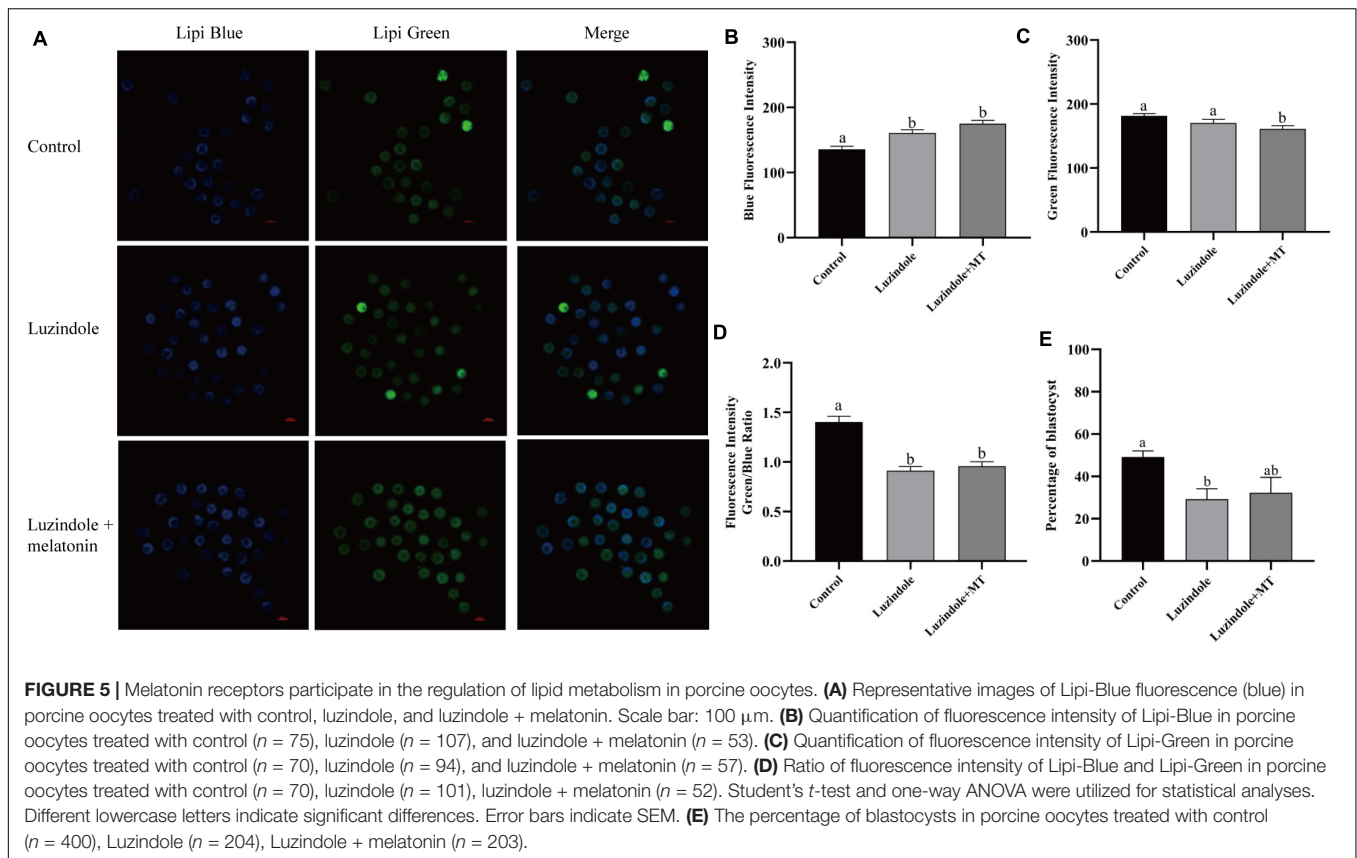 A
Lipi Blue
Lipi Green
Merge
Control
Luzindole
Luzindole +
melatonin
B
300
200
100
0
Blue Fluorescence Intensity
a
b
b
Control
Luzindole
Luzindole+MT
C
300
200
100
0
Green Fluorescence Intensity
a
a
b
Control
Luzindole
Luzindole+MT
D
2.0
1.5
1.0
0.5
0.0
Fluorescence Intensity
Green/Blue Ratio
a
b
b
Control
Luzindole
Luzindole+MT
E
100
80
60
40
20
0
Percentage of blastocyst
a
b
ab
Control
Luzindole
Luzindole+MT
FIGURE 5 | Melatonin receptors participate in the regulation of lipid metabolism in porcine oocytes. (A) Representative images of Lipi-Blue fluorescence (blue) in
porcine oocytes treated with control, luzindole, and luzindole + melatonin. Scale bar: 100 μm. (B) Quantification of fluorescence intensity of Lipi-Blue in porcine
oocytes treated with control (n = 75), luzindole (n = 107), and luzindole + melatonin (n = 53). (C) Quantification of fluorescence intensity of Lipi-Green in porcine
oocytes treated with control (n = 70), luzindole (n = 94), and luzindole + melatonin (n = 57). (D) Ratio of fluorescence intensity of Lipi-Blue and Lipi-Green in porcine
oocytes treated with control (n = 70), luzindole (n = 101), luzindole + melatonin (n = 52). Student's t-test and one-way ANOVA were utilized for statistical analyses.
Different lowercase letters indicate significant differences. Error bars indicate SEM. (E) The percentage of blastocysts in porcine oocytes treated with control
(n = 400), Luzindole (n = 204), Luzindole + melatonin (n = 203).